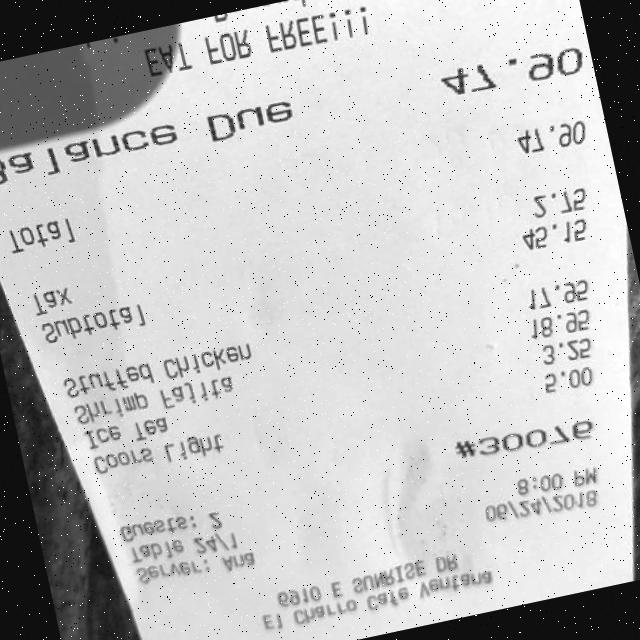 El Charro Cafe Ventana
6910 E SUNRISE DR
Server: Ana
06/24/2018
Table 24/1
8:00 PM
Guests: 2
#30076
Coors Light 5.00
Ice Tea 3.25
Shrimp Fajita 18.95
Stuffed Chicken 17.95
Subtotal 45.15
Tax 2.75
Total 47.90
Balance Due 47.90
EAT FOR FREE!!!